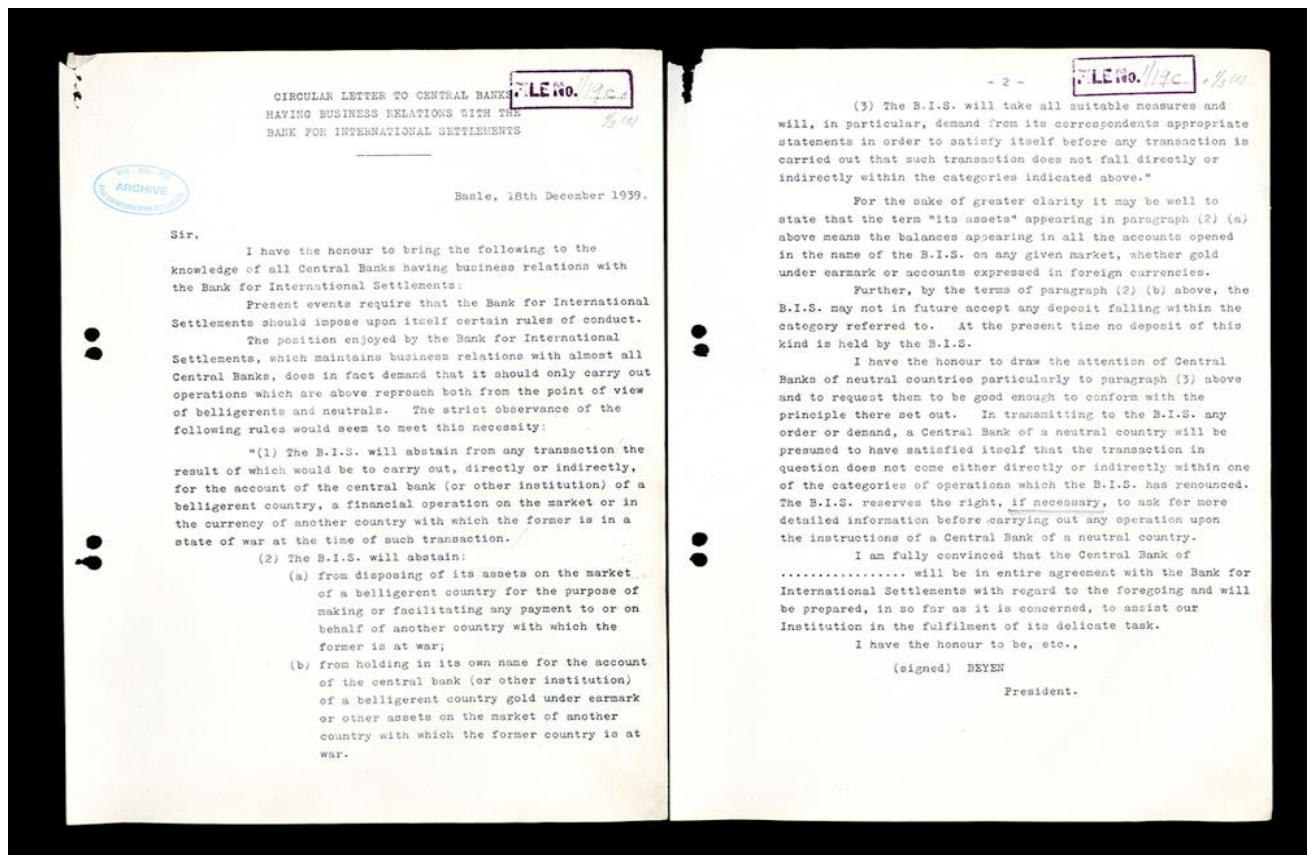 CIRCULAR LETTER TO CENTRAL BANKS
HAVING BUSINESS RELATIONS WITH THE
BANK FOR INTERNATIONAL SETTLEMENTS
FILE No.
ARCHIVE
Basle, 18th December 1939.
Sir,
I have the honour to bring the following to the
knowledge of all Central Banks having business relations with
the Bank for International Settlements:
Present events require that the Bank for International
Settlements should impose upon itself certain rules of conduct.
The position enjoyed by the Bank for International
Settlements, which maintains business relations with almost all
Central Banks, does in fact demand that it should only carry out
operations which are above reproach both from the point of view
of belligerents and neutrals. The strict observance of the
following rules would seem to meet this necessity:
"(1) The B.I.S. will abstain from any transaction the
result of which would be to carry out, directly or indirectly,
for the account of the central bank (or other institution) of a
belligerent country, a financial operation on the market or in
the currency of another country with which the former is in a
state of war at the time of such transaction.
(2) The B.I.S. will abstain:
(a) from disposing of its assets on the market
of a belligerent country for the purpose of
making or facilitating any payment to or on
behalf of another country with which the
former is at war;
(b) from holding in its own name for the account
of the central bank (or other institution)
of a belligerent country gold under earmark
or other assets on the market of another
country with which the former country is at
war.
- 2 -
FILE No.
(3) The B.I.S. will take all suitable measures and
will, in particular, demand from its correspondents appropriate
statements in order to satisfy itself before any transaction is
carried out that such transaction does not fall directly or
indirectly within the categories indicated above."
For the sake of greater clarity it may be well to
state that the term "its assets" appearing in paragraph (2) (a)
above means the balances appearing in all the accounts opened
in the name of the B.I.S. on any given market, whether gold
under earmark or accounts expressed in foreign currencies.
Further, by the terms of paragraph (2) (b) above, the
B.I.S. may not in future accept any deposit falling within the
category referred to. At the present time no deposit of this
kind is held by the B.I.S.
I have the honour to draw the attention of Central
Banks of neutral countries particularly to paragraph (3) above
and to request them to be good enough to conform with the
principle there set out. In transmitting to the B.I.S. any
order or demand, a Central Bank of a neutral country will be
presumed to have satisfied itself that the transaction in
question does not come either directly or indirectly within one
of the categories of operations which the B.I.S. has renounced.
The B.I.S. reserves the right, if necessary, to ask for more
detailed information before carrying out any operation upon
the instructions of a Central Bank of a neutral country.
I am fully convinced that the Central Bank of
................. will be in entire agreement with the Bank for
International Settlements with regard to the foregoing and will
be prepared, in so far as it is concerned, to assist our
Institution in the fulfilment of its delicate task.
I have the honour to be, etc.,
(signed) BEYEN
President.